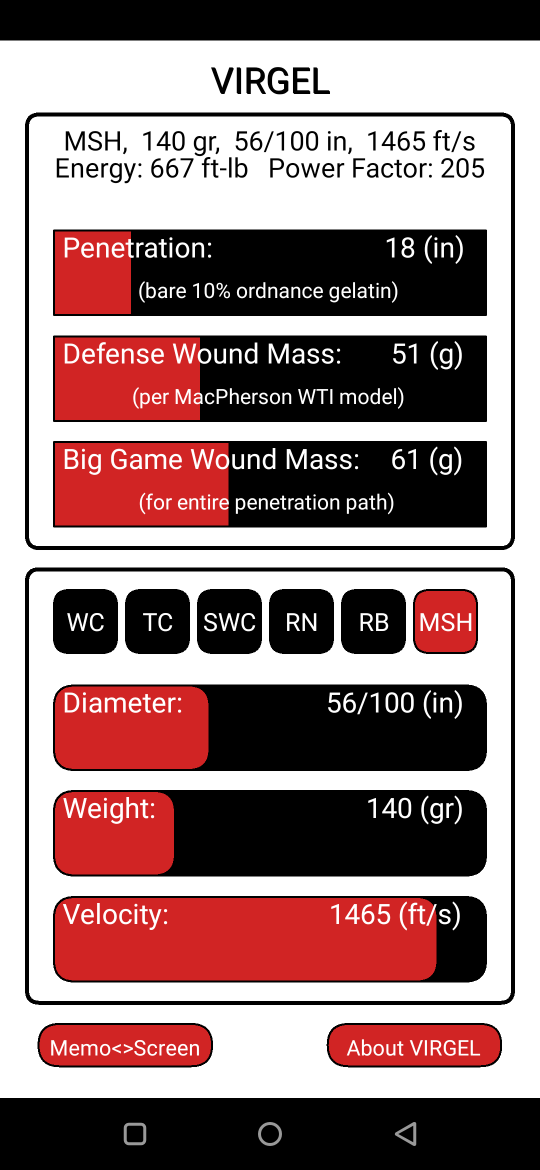 VIRGEL
MSH, 140 gr, 56/100 in, 1465 ft/s
Energy: 667 ft-lb Power Factor: 205
Penetration: 18 (in)
(bare 10% ordnance gelatin)
Defense Wound Mass: 51 (g)
(per MacPherson WTI model)
Big Game Wound Mass: 61 (g)
(for entire penetration path)
WC TC SWC RN RB MSH
Diameter: 56/100 (in)
Weight: 140 (gr)
Velocity: 1465 (ft/s)
Memo<>Screen About VIRGEL